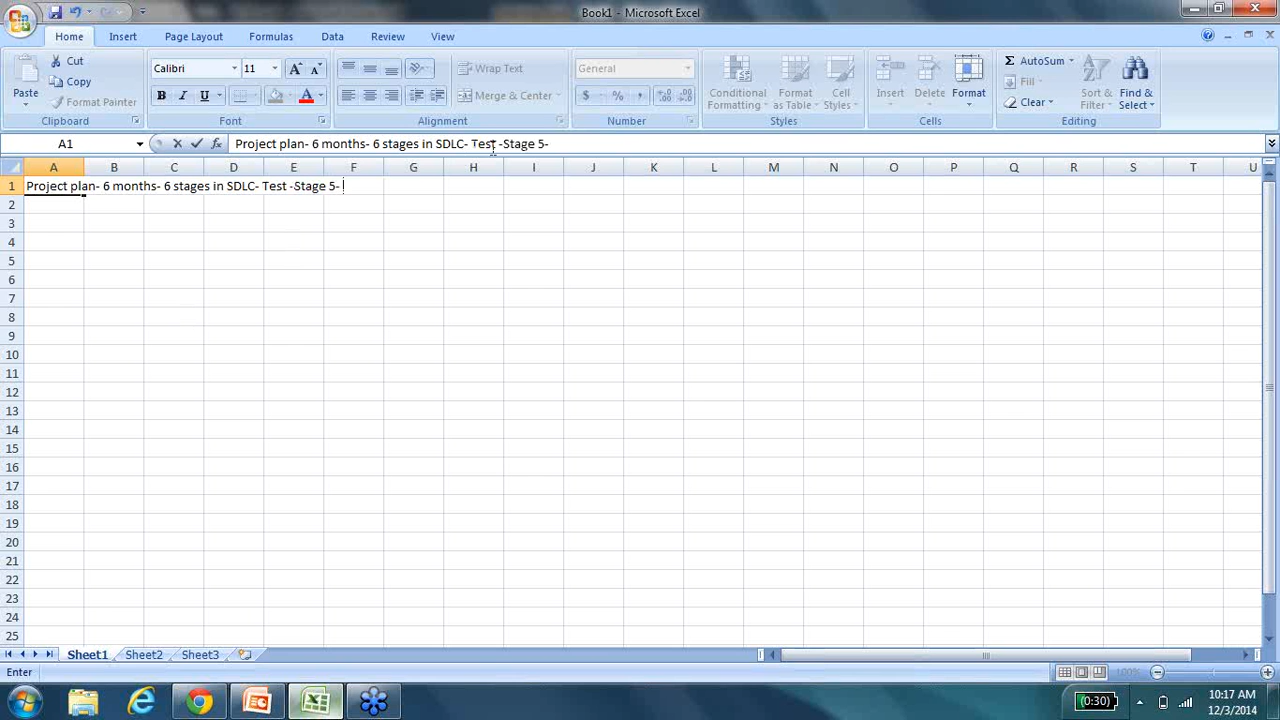 Book1 - Microsoft Excel
Home Insert Page Layout Formulas Data Review View
Paste
Cut
Copy
Format Painter
Clipboard
Calibri 11
B I U
Font
Wrap Text
Merge & Center
Alignment
General
$ % ,
Number
Conditional Formatting
Format as Table
Cell Styles
Styles
Insert Delete Format
Cells
Σ AutoSum
Fill
Clear
Sort & Filter
Find & Select
Editing
A1 fx Project plan- 6 months- 6 stages in SDLC- Test -Stage 5-
A B C D E F G H I J K L M N O P Q R S T U
1 Project plan- 6 months- 6 stages in SDLC- Test -Stage 5-
2
3
4
5
6
7
8
9
10
11
12
13
14
15
16
17
18
19
20
21
22
23
24
25
Sheet1 Sheet2 Sheet3
Enter 100%
(0:30) 10:17 AM
12/3/2014